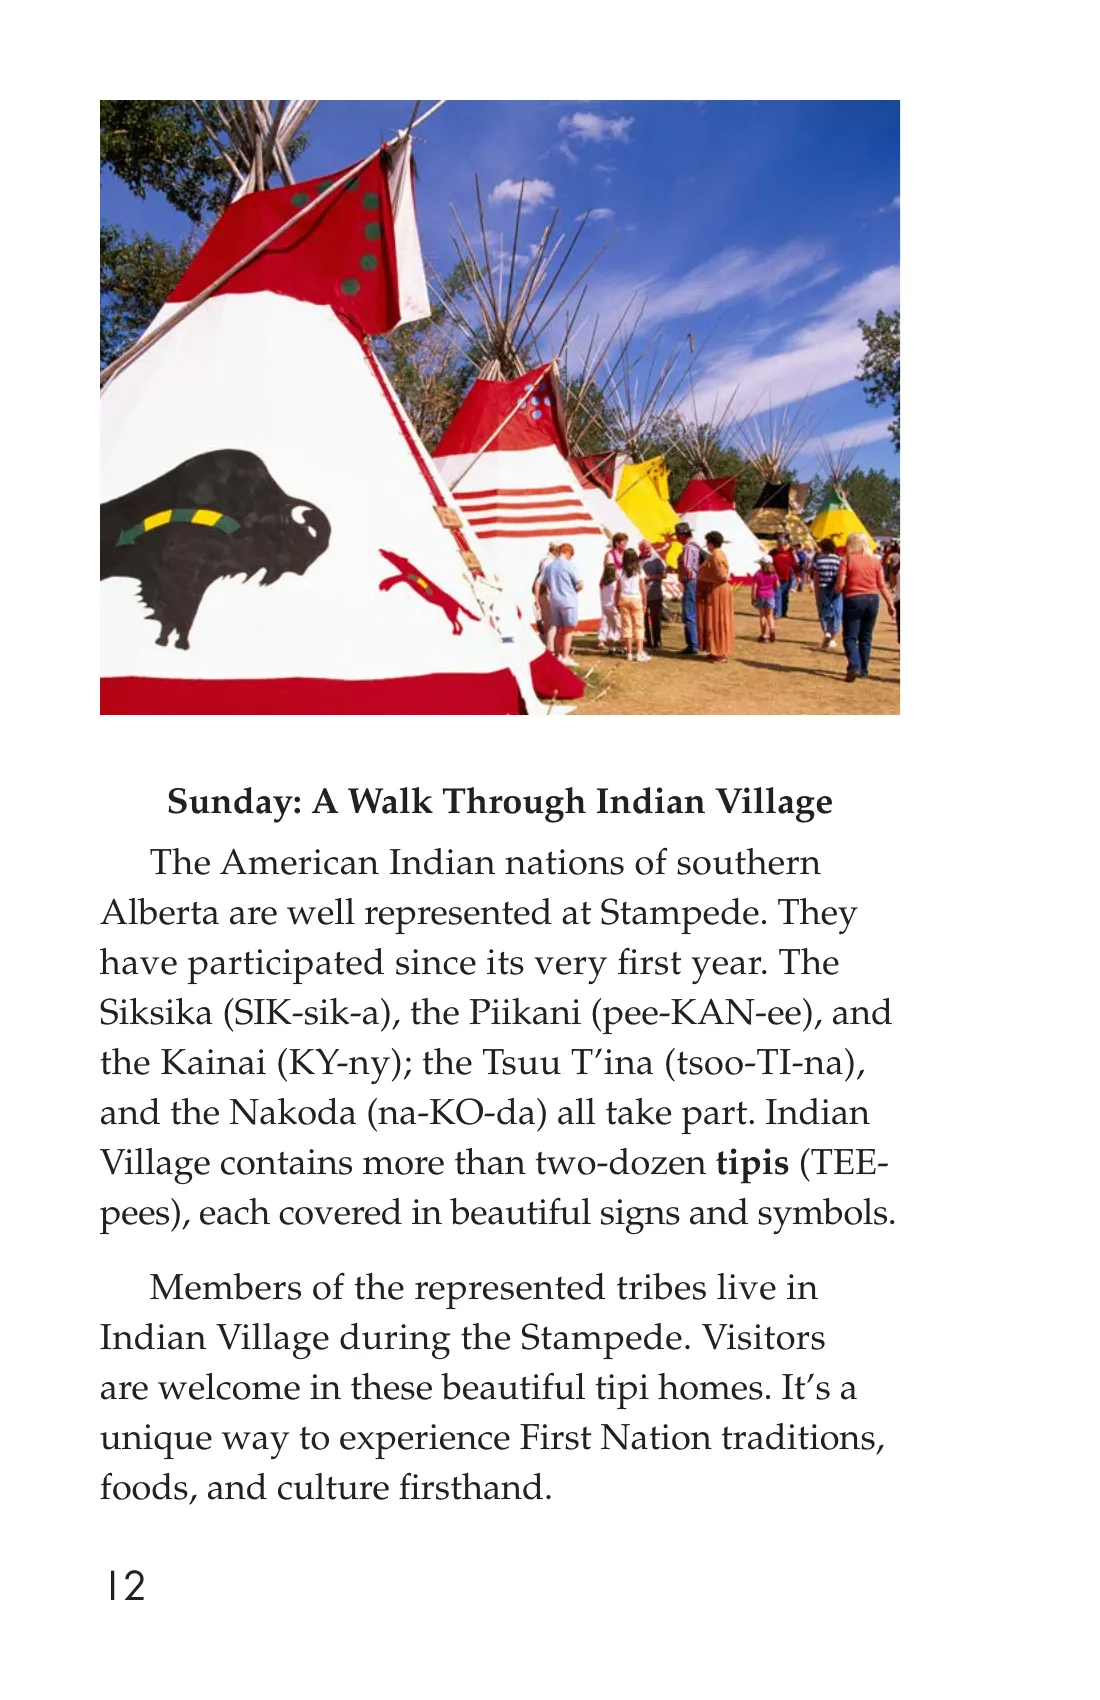 Sunday: A Walk Through Indian Village
The American Indian nations of southern
Alberta are well represented at Stampede. They
have participated since its very first year. The
Siksika (SIK-sik-a), the Piikani (pee-KAN-ee), and
the Kainai (KY-ny); the Tsuu T’ina (tsoo-TI-na),
and the Nakoda (na-KO-da) all take part. Indian
Village contains more than two-dozen tipis (TEE-
pees), each covered in beautiful signs and symbols.
Members of the represented tribes live in
Indian Village during the Stampede. Visitors
are welcome in these beautiful tipi homes. It’s a
unique way to experience First Nation traditions,
foods, and culture firsthand.
12